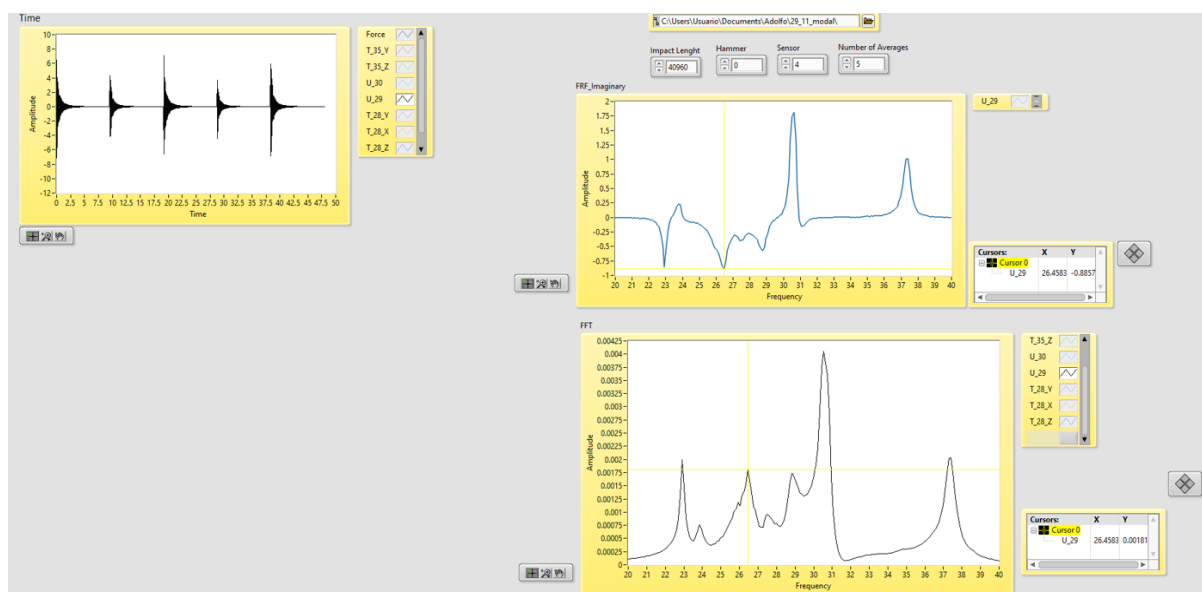 Time
Amplitude
10
8
6
4
2
0
-2
-4
-6
-8
-10
-12
0 2.5 5 7.5 10 12.5 15 17.5 20 22.5 25 27.5 30 32.5 35 37.5 40 42.5 45 47.5 50
Time
Force
T_35_Y
T_35_Z
U_30
U_29
T_28_Y
T_28_X
T_28_Z
C:\Users\Usuario\Documents\Adolfo\29_11_modal\
Impact Lenght Hammer Sensor Number of Averages
40960 0 4 5
FRF_Imaginary
Amplitude
2
1.75
1.5
1.25
1
0.75
0.5
0.25
0
-0.25
-0.5
-0.75
-1
20 21 22 23 24 25 26 27 28 29 30 31 32 33 34 35 36 37 38 39 40
Frequency
U_29
Cursors: X Y
Cursor 0
U_29 26.4583 -0.8857
FFT
Amplitude
0.00425
0.004
0.00375
0.0035
0.00325
0.003
0.00275
0.0025
0.00225
0.002
0.00175
0.0015
0.00125
0.001
0.00075
0.0005
0.00025
0
20 21 22 23 24 25 26 27 28 29 30 31 32 33 34 35 36 37 38 39 40
Frequency
T_35_Z
U_30
U_29
T_28_Y
T_28_X
T_28_Z
Cursors: X Y
Cursor 0
U_29 26.4583 0.00181